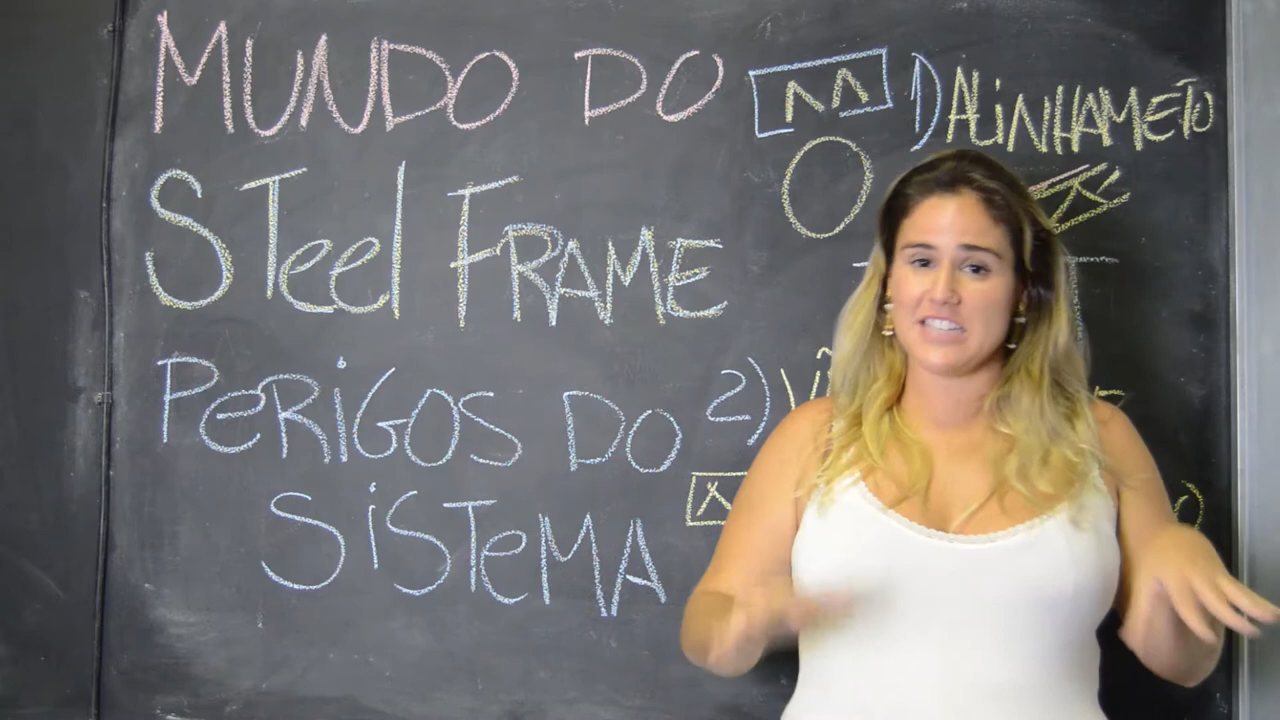 MUNDO DO
STeel FRAME
PeRiGOS DO
SiSTeMA
1) ALiNHAMETO
2)